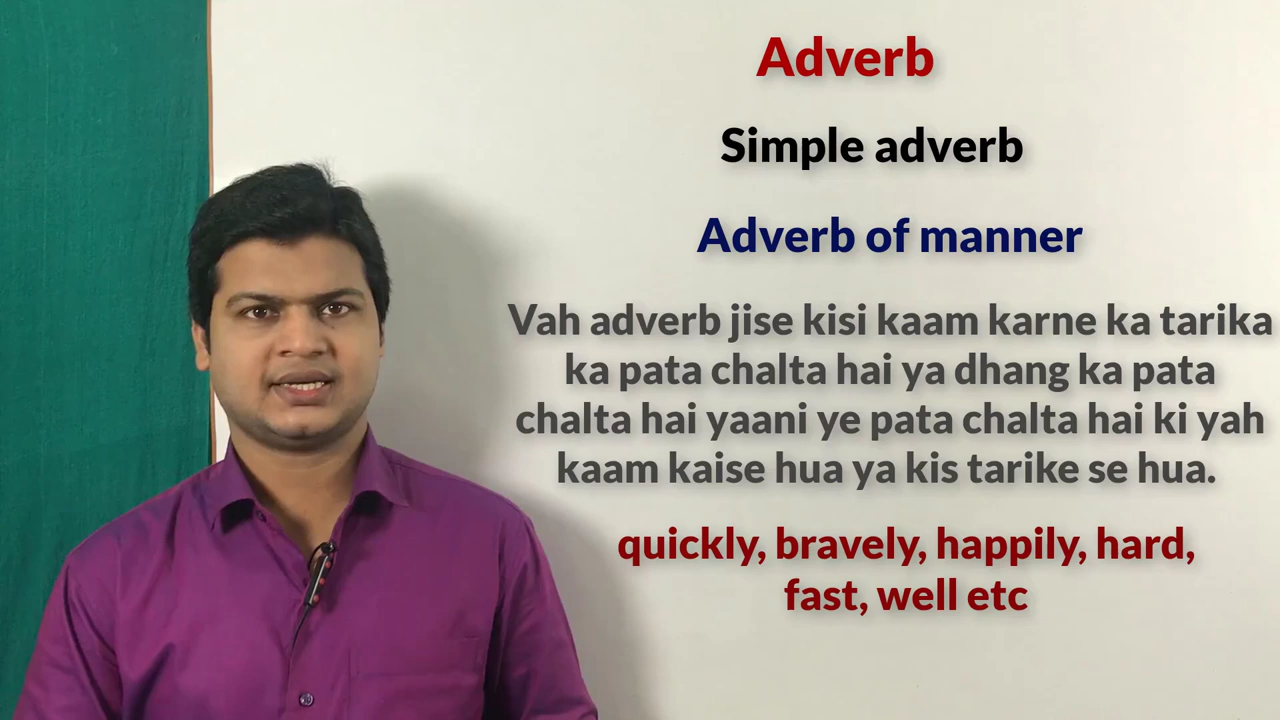 Adverb
Simple adverb
Adverb of manner
Vah adverb jise kisi kaam karne ka tarika
ka pata chalta hai ya dhang ka pata
chalta hai yaani ye pata chalta hai ki yah
kaam kaise hua ya kis tarike se hua.
quickly, bravely, happily, hard,
fast, well etc